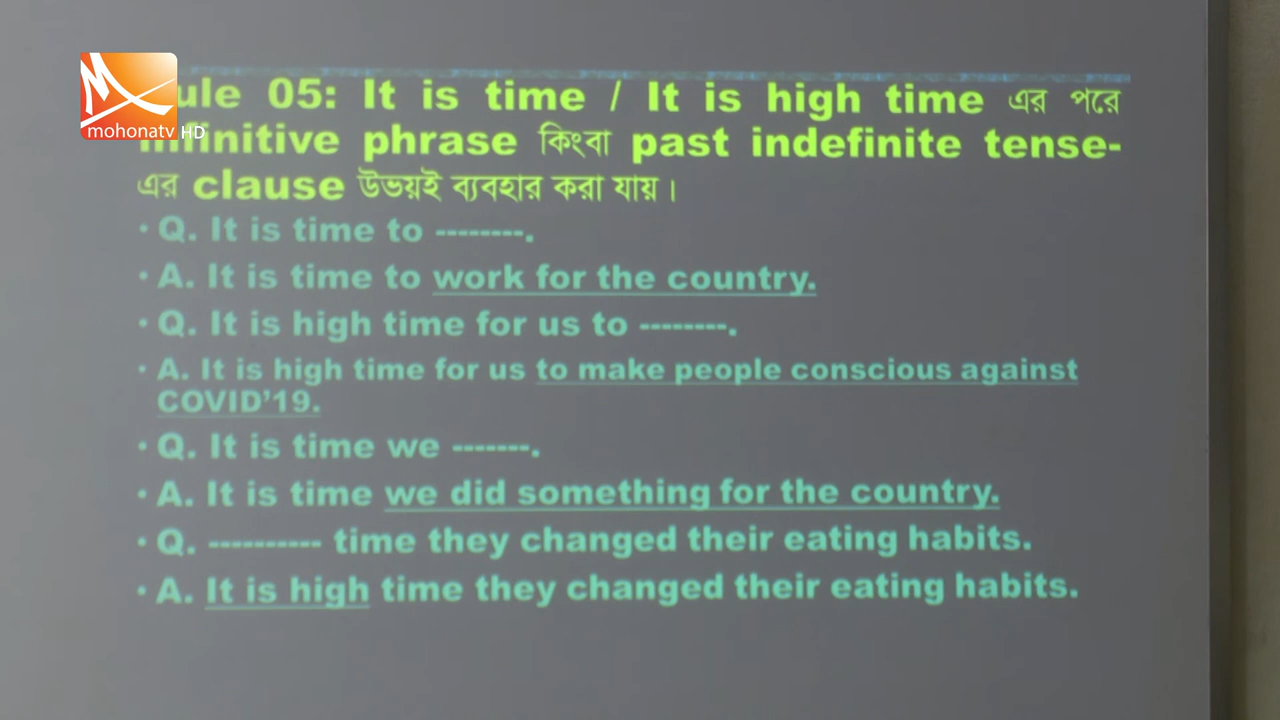 mohonatv HD
ule 05: It is time / It is high time এর পরে
infinitive phrase কিংবা past indefinite tense-
এর clause উভয়ই ব্যবহার করা যায়।
• Q. It is time to --------.
• A. It is time to work for the country.
• Q. It is high time for us to --------.
• A. It is high time for us to make people conscious against
COVID’19.
• Q. It is time we -------.
• A. It is time we did something for the country.
• Q. ---------- time they changed their eating habits.
• A. It is high time they changed their eating habits.